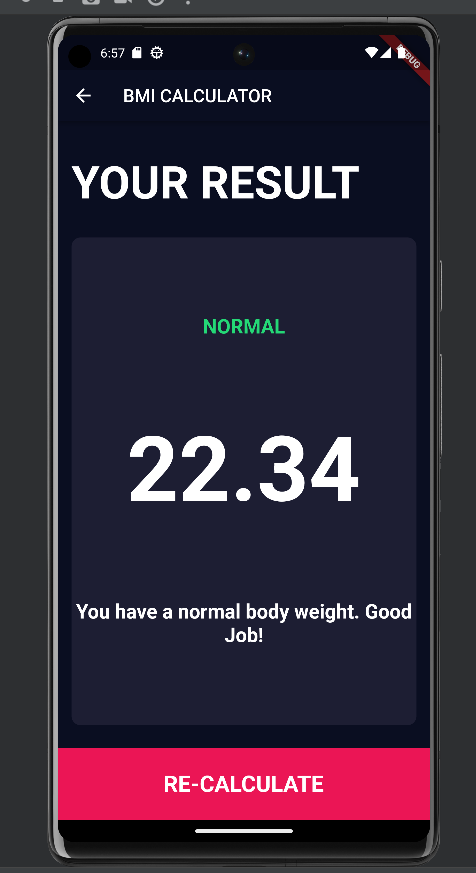 6:57
DEBUG
BMI CALCULATOR
YOUR RESULT
NORMAL
22.34
You have a normal body weight. Good
Job!
RE-CALCULATE